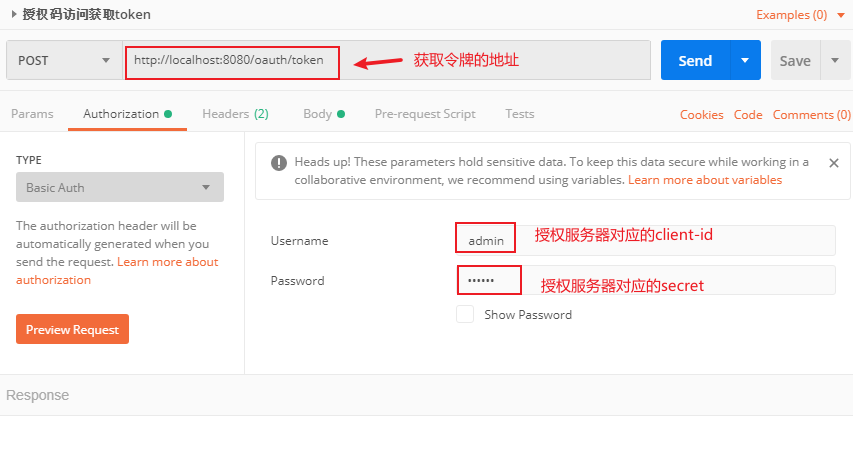 授权码访问获取token
Examples (0)
POST
http://localhost:8080/oauth/token
获取令牌的地址
Send
Save
Params
Authorization
Headers (2)
Body
Pre-request Script
Tests
Cookies
Code
Comments (0)
TYPE
Basic Auth
The authorization header will be
automatically generated when you
send the request. Learn more about
authorization
Preview Request
Heads up! These parameters hold sensitive data. To keep this data secure while working in a
collaborative environment, we recommend using variables. Learn more about variables
Username
admin
授权服务器对应的client-id
Password
••••••
授权服务器对应的secret
Show Password
Response